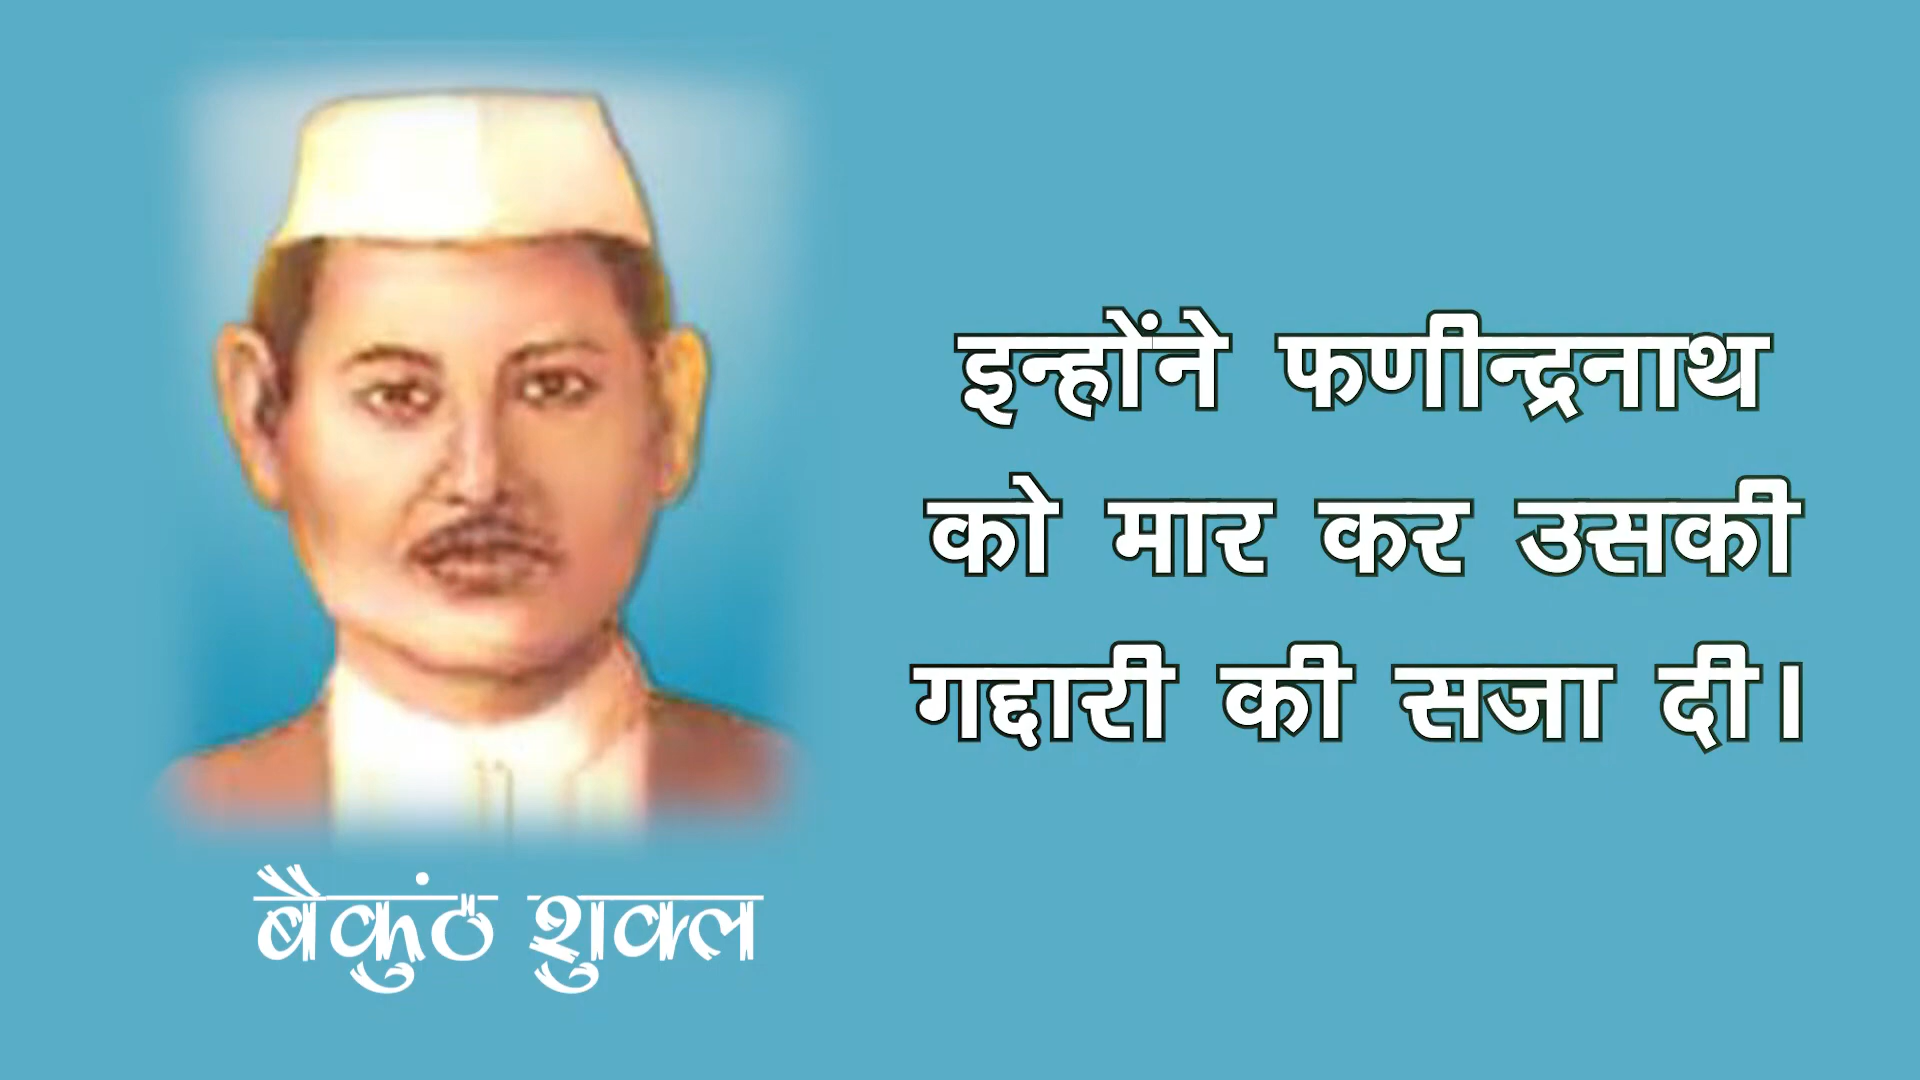 इन्होंने फणीन्द्रनाथ
को मार कर उसकी
गद्दारी की सजा दी।
बैकुंठ शुक्ल